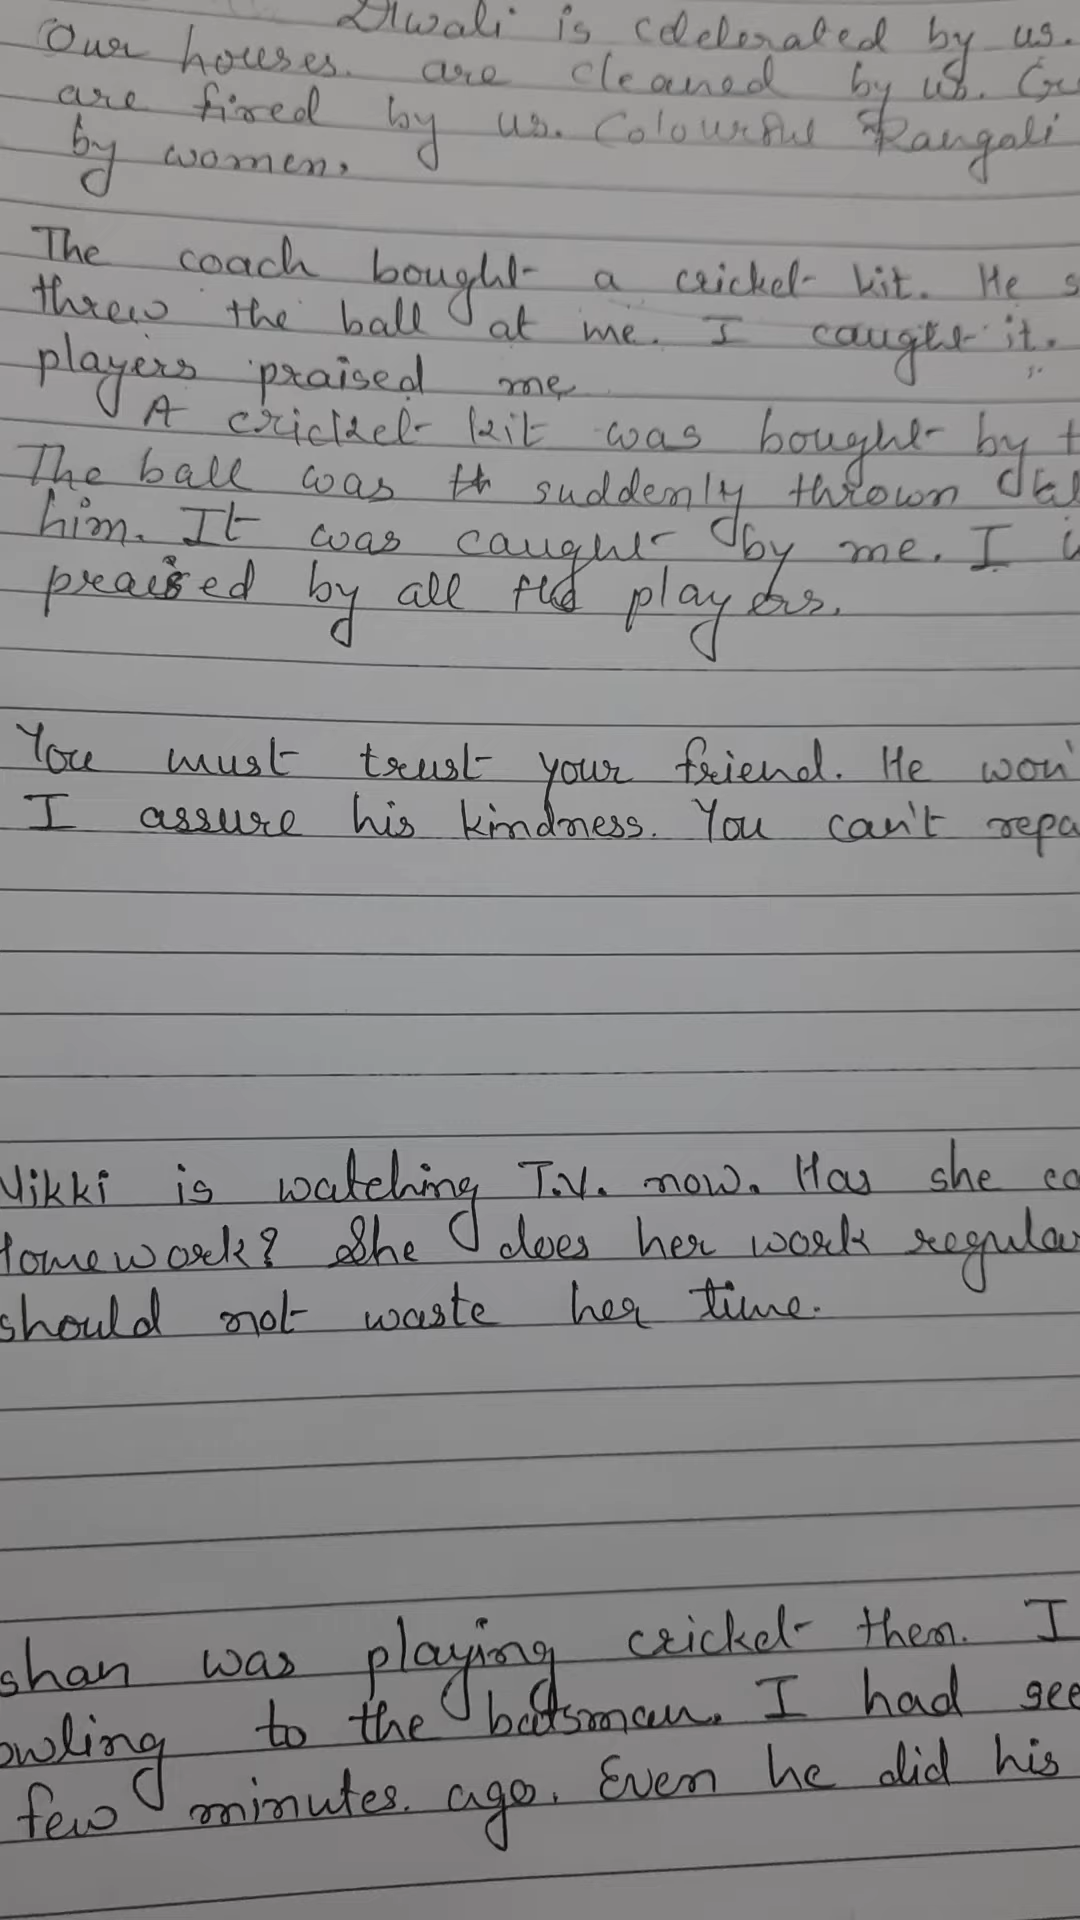 Diwali is celebrated by us.
Our houses. are cleaned by us.
are fired by us. Colourful Rangoli
by women.
The coach bought a cricket kit. He
threw the ball at me. I caught it.
players praised me
A cricket kit was bought by
The ball was th suddenly thrown
him. It was caught by me. I
praised by all the players.
You must trust your friend. He
I assure his kindness. You can't
is watching T.V. now. Has she
She does her work
should not waste her time.
was playing cricket then. I
to the batsman. I had
few minutes. ago. Even he did his